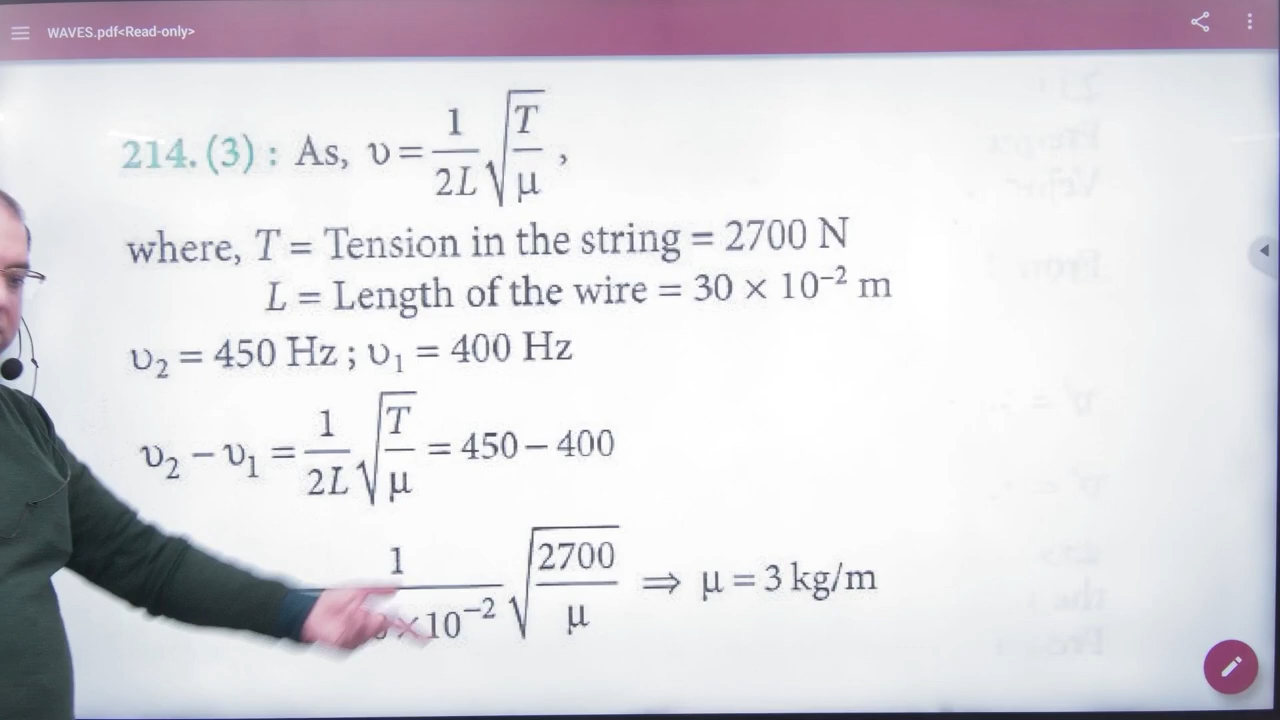 WAVES.pdf<Read-only>
214. (3) : As, υ = 1/2L √T/μ ,
where, T = Tension in the string = 2700 N
L = Length of the wire = 30 × 10⁻² m
υ₂ = 450 Hz ; υ₁ = 400 Hz
υ₂ − υ₁ = 1/2L √T/μ = 450 − 400
1/ ×10⁻² √2700/μ ⇒ μ = 3 kg/m